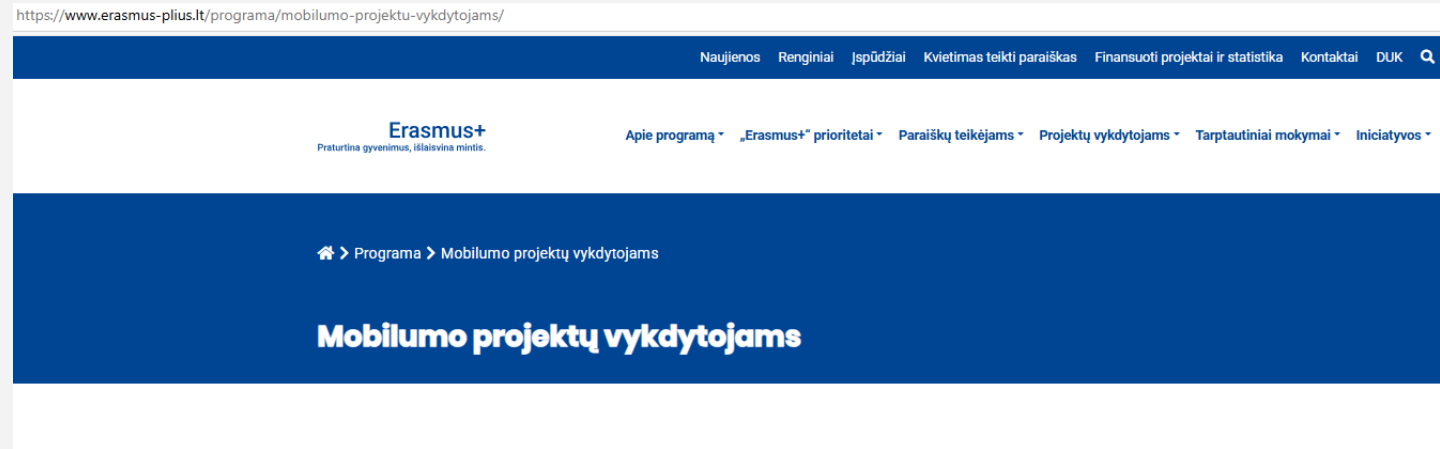 https://www.erasmus-plius.lt/programa/mobilumo-projektu-vykdytojams/
Naujienos Renginiai Įspūdžiai Kvietimas teikti paraiškas Finansuoti projektai ir statistika Kontaktai DUK
Erasmus+
Praturtina gyvenimus, išlaisvina mintis.
Apie programą „Erasmus+“ prioritetai Paraiškų teikėjams Projektų vykdytojams Tarptautiniai mokymai Iniciatyvos
Programa Mobilumo projektų vykdytojams
Mobilumo projektų vykdytojams